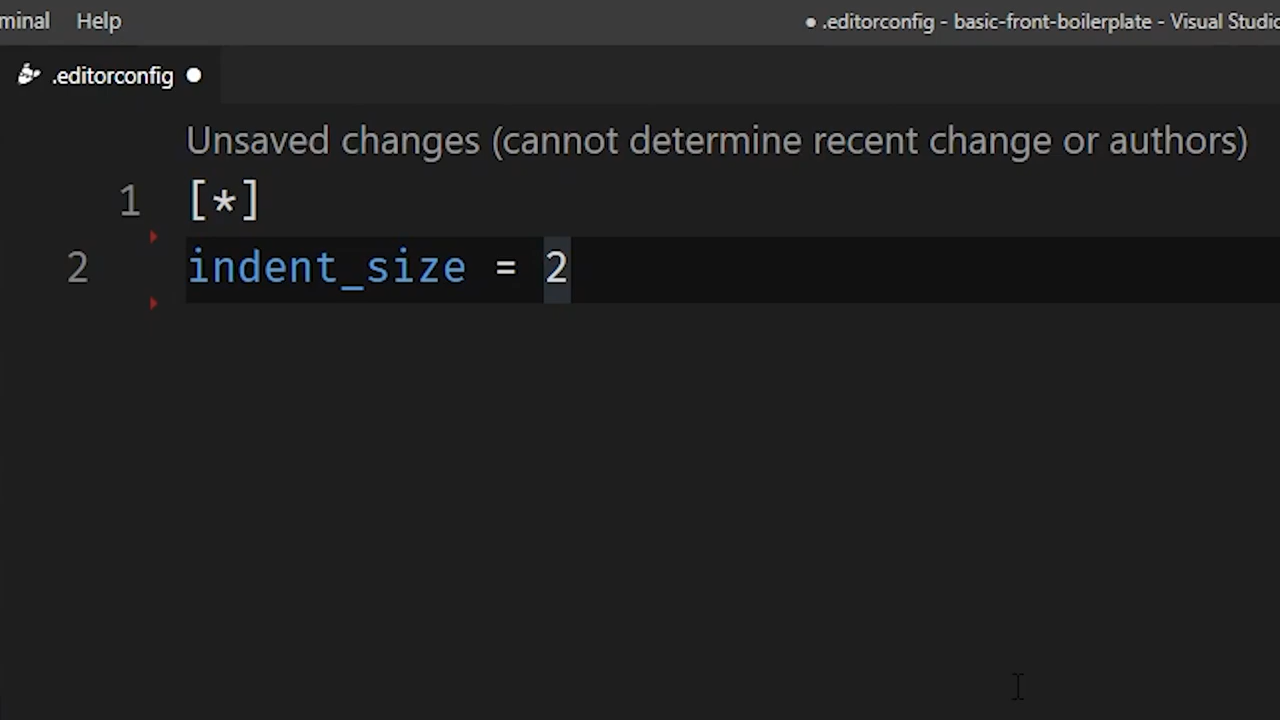 minal Help
● .editorconfig - basic-front-boilerplate - Visual Studio
.editorconfig ●
Unsaved changes (cannot determine recent change or authors)
1 [*]
2 indent_size = 2